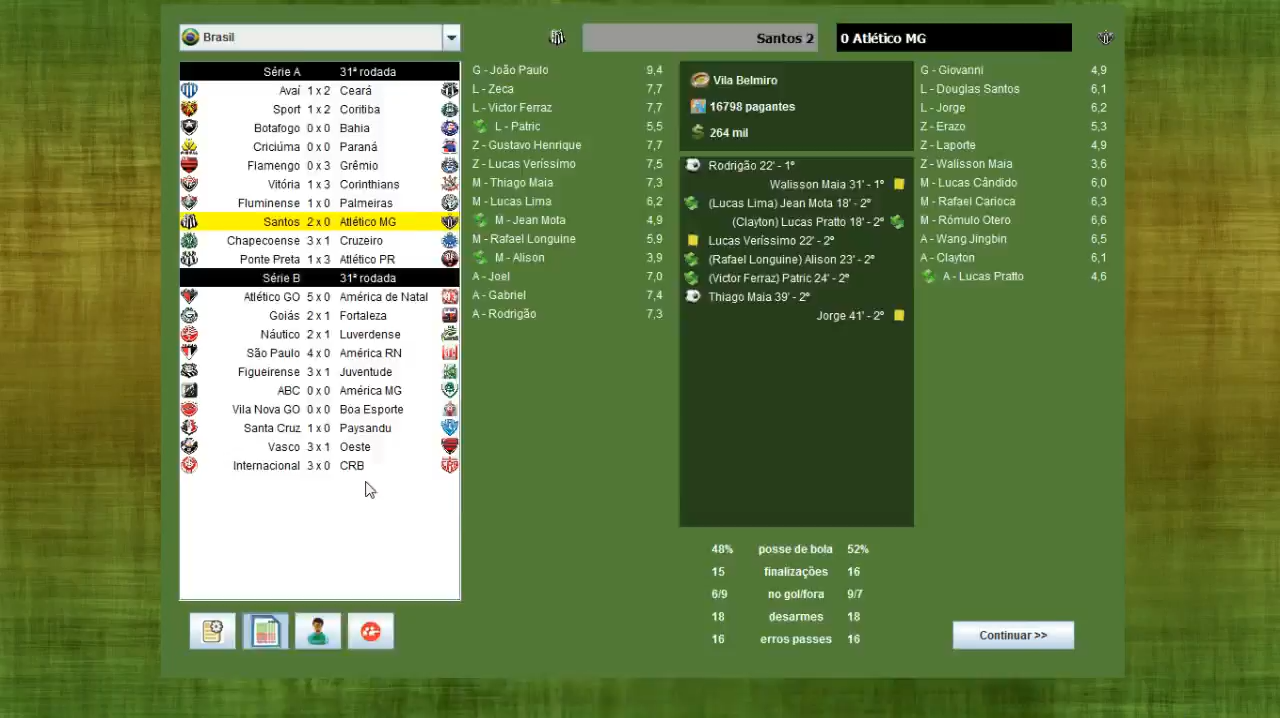 Brasil
Santos 2
0 Atlético MG
Série A 31ª rodada
Avaí 1 x 2 Ceará
Sport 1 x 2 Coritiba
Botafogo 0 x 0 Bahia
Criciúma 0 x 0 Paraná
Flamengo 0 x 3 Grêmio
Vitória 1 x 3 Corinthians
Fluminense 1 x 0 Palmeiras
Santos 2 x 0 Atlético MG
Chapecoense 3 x 1 Cruzeiro
Ponte Preta 1 x 3 Atlético PR
Série B 31ª rodada
Atlético GO 5 x 0 América de Natal
Goiás 2 x 1 Fortaleza
Náutico 2 x 1 Luverdense
São Paulo 4 x 0 América RN
Figueirense 3 x 1 Juventude
ABC 0 x 0 América MG
Vila Nova GO 0 x 0 Boa Esporte
Santa Cruz 1 x 0 Paysandu
Vasco 3 x 1 Oeste
Internacional 3 x 0 CRB
G - João Paulo 9,4
L - Zeca 7,7
L - Victor Ferraz 7,7
L - Patric 5,5
Z - Gustavo Henrique 7,7
Z - Lucas Veríssimo 7,5
M - Thiago Maia 7,3
M - Lucas Lima 6,2
M - Jean Mota 4,9
M - Rafael Longuine 5,9
M - Alison 3,9
A - Joel 7,0
A - Gabriel 7,4
A - Rodrigão 7,3
Vila Belmiro
16798 pagantes
264 mil
Rodrigão 22' - 1º
Walisson Maia 31' - 1º
(Lucas Lima) Jean Mota 18' - 2º
(Clayton) Lucas Pratto 18' - 2º
Lucas Veríssimo 22' - 2º
(Rafael Longuine) Alison 23' - 2º
(Victor Ferraz) Patric 24' - 2º
Thiago Maia 39' - 2º
Jorge 41' - 2º
48% posse de bola 52%
15 finalizações 16
6/9 no gol/fora 9/7
18 desarmes 18
16 erros passes 16
G - Giovanni 4,9
L - Douglas Santos 6,1
L - Jorge 6,2
Z - Erazo 5,3
Z - Laporte 4,9
Z - Walisson Maia 3,6
M - Lucas Cândido 6,0
M - Rafael Carioca 6,3
M - Rómulo Otero 6,6
A - Wang Jingbin 6,5
A - Clayton 6,1
A - Lucas Pratto 4,6
Continuar >>